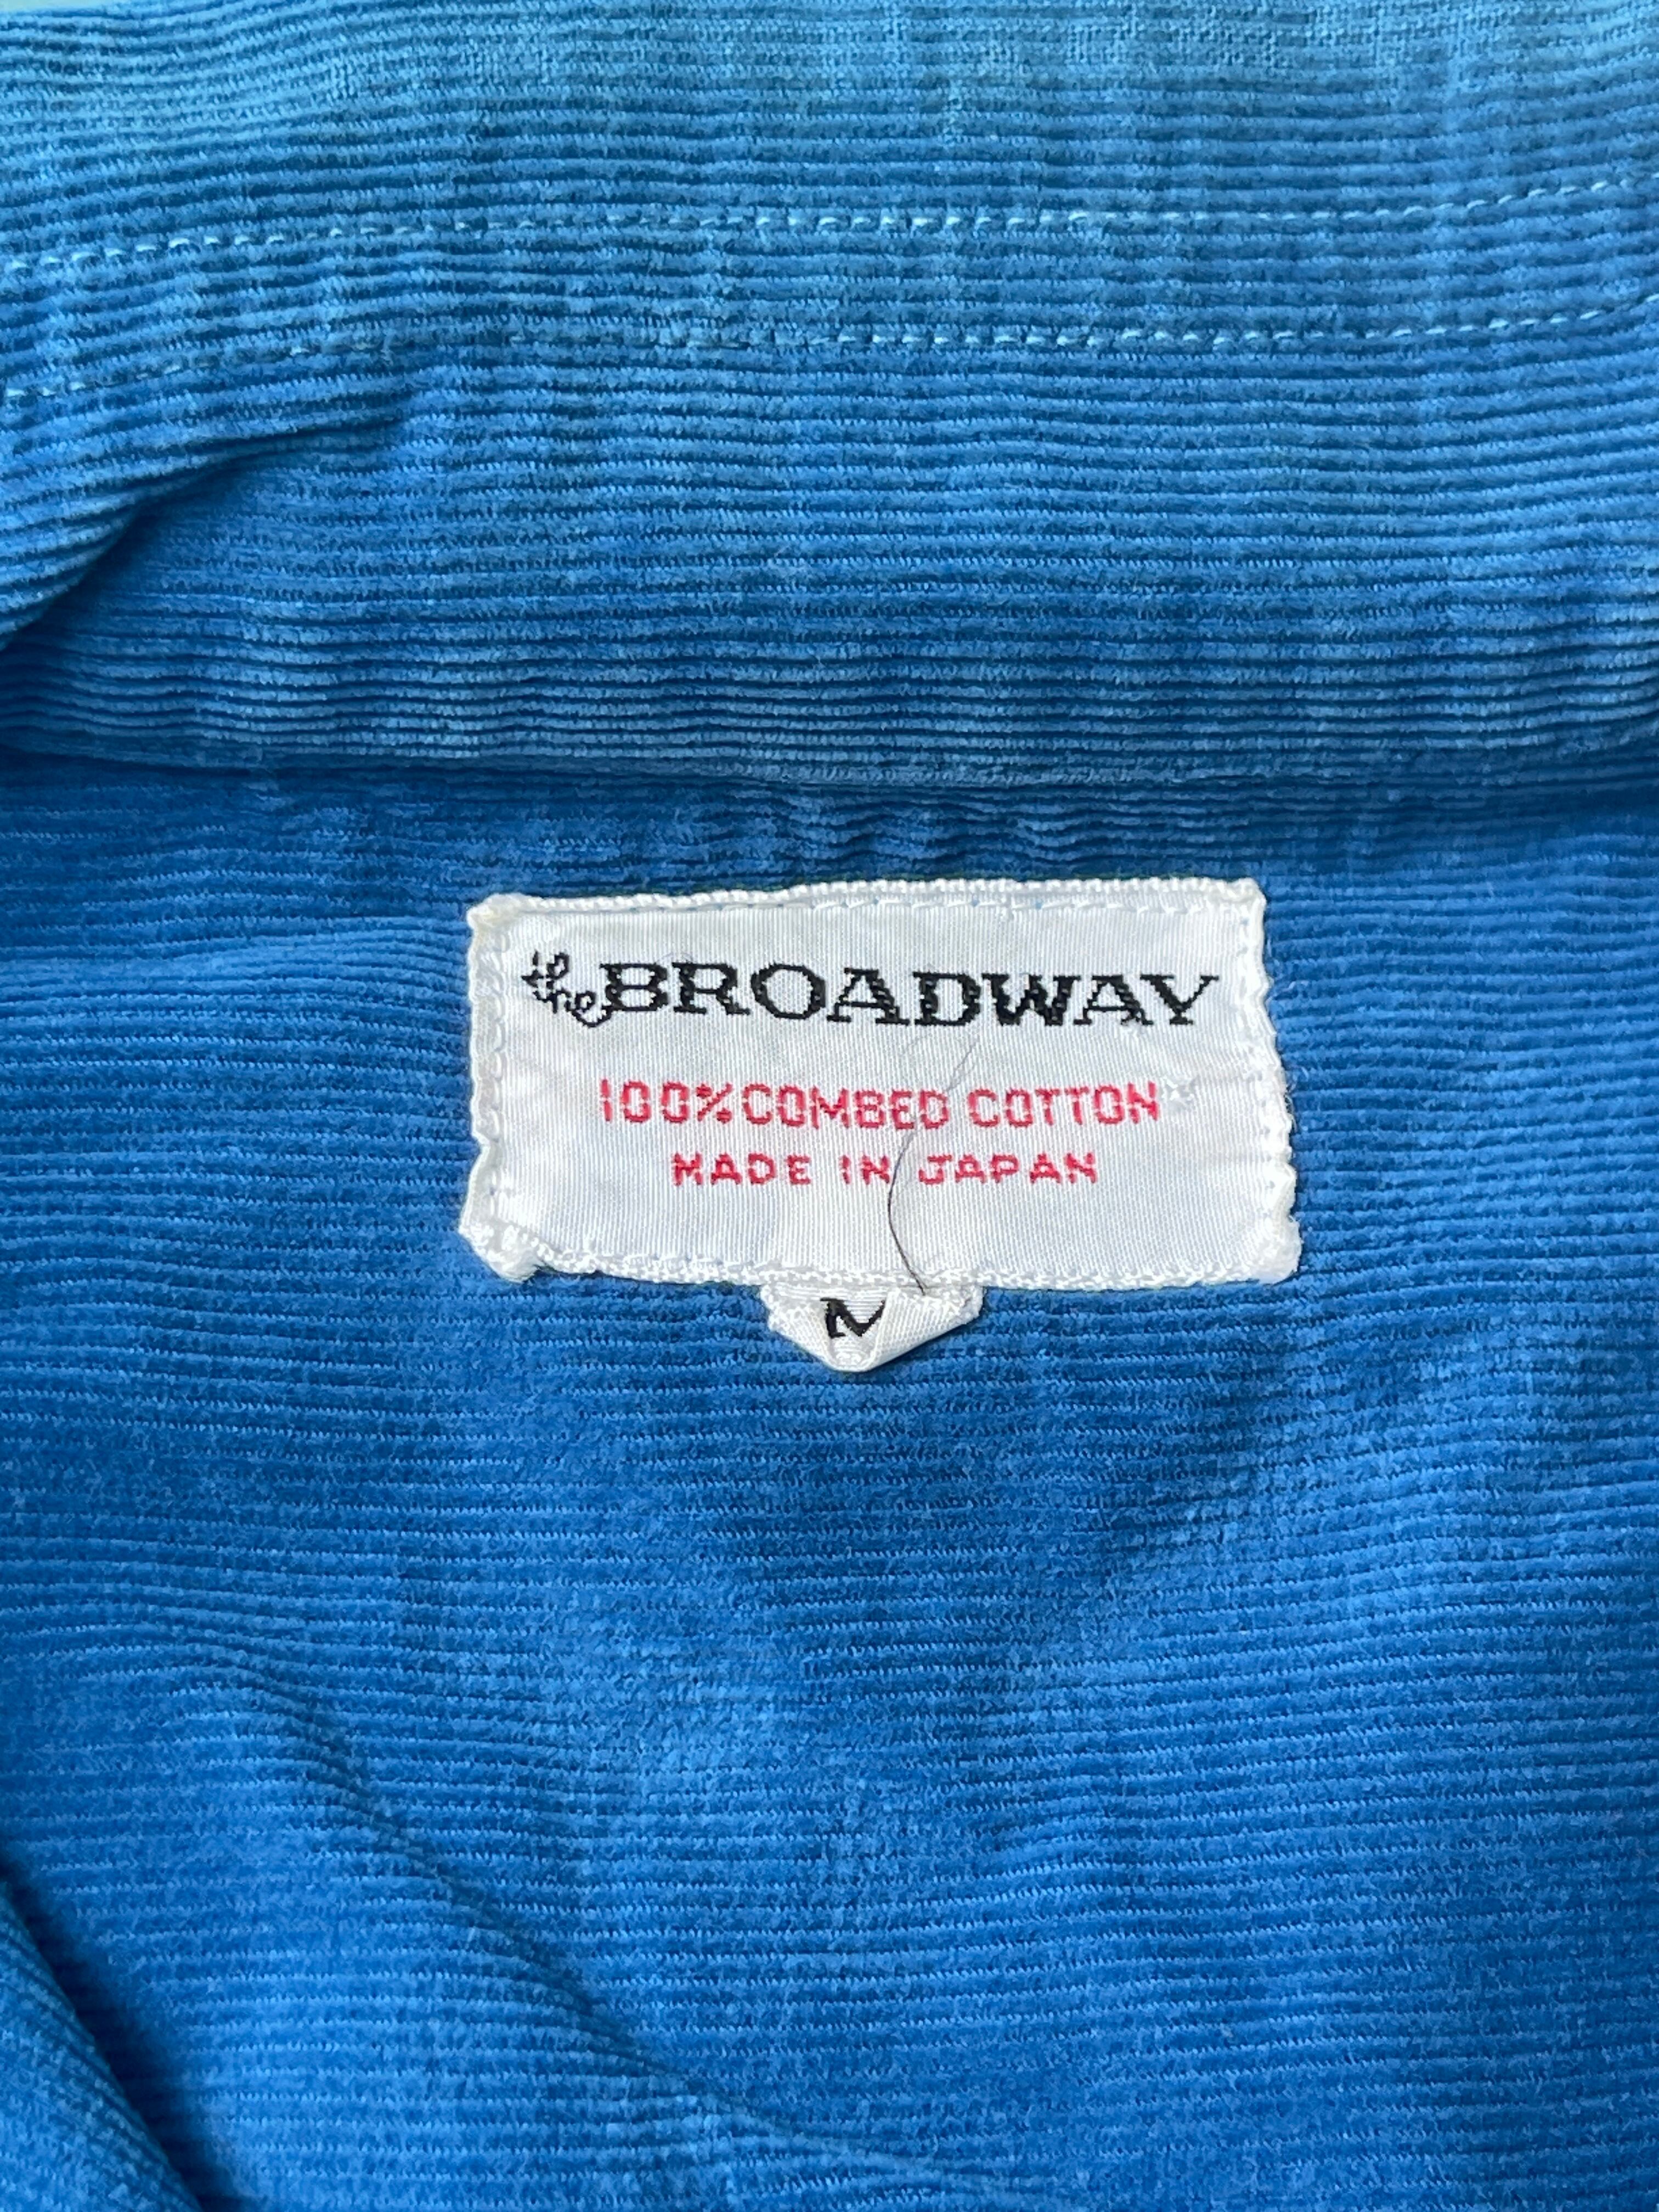 the BROADWAY
100% COMBED COTTON
MADE IN JAPAN